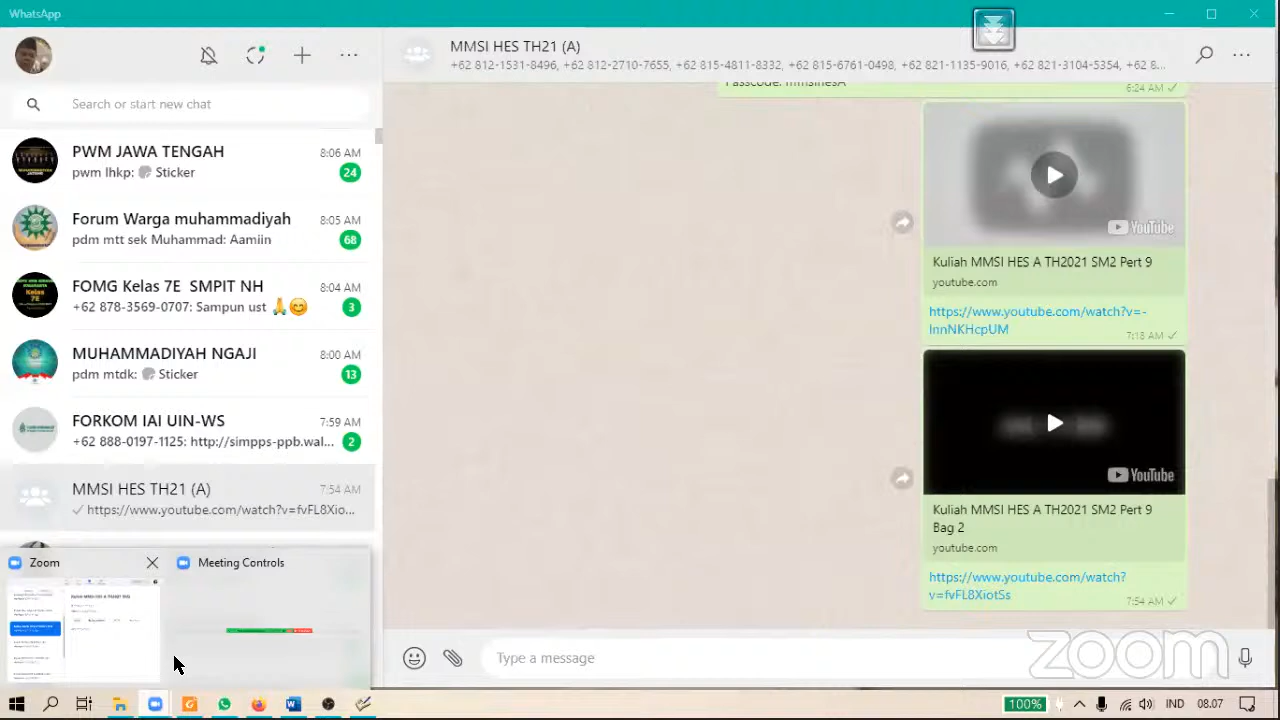 WhatsApp
MMSI HES TH21 (A)
+62 812-1531-8496, +62 812-2710-7655, +62 815-4811-8332, +62 815-6761-0498, +62 821-1135-9016, +62 821-3104-5354, +62 8...
Search or start new chat
PWM JAWA TENGAH
8:06 AM
pwm lhkp: Sticker
24
Forum Warga muhammadiyah
8:05 AM
pdm mtt sek Muhammad: Aamiin
68
FOMG Kelas 7E SMPIT NH
8:04 AM
+62 878-3569-0707: Sampun ust 🙏😊
3
MUHAMMADIYAH NGAJI
8:00 AM
pdm mtdk: Sticker
13
FORKOM IAI UIN-WS
7:59 AM
+62 888-0197-1125: http://simpps-ppb.wal...
2
MMSI HES TH21 (A)
7:54 AM
https://www.youtube.com/watch?v=fvFL8Xio...
Zoom
Meeting Controls
6:24 AM
YouTube
Kuliah MMSI HES A TH2021 SM2 Pert 9
youtube.com
https://www.youtube.com/watch?v=-
InnNKHcpUM
7:18 AM
YouTube
Kuliah MMSI HES A TH2021 SM2 Pert 9
Bag 2
youtube.com
https://www.youtube.com/watch?
v=fvFL8XiotSs
7:54 AM
Type a message
zoom
100%
IND
08.07